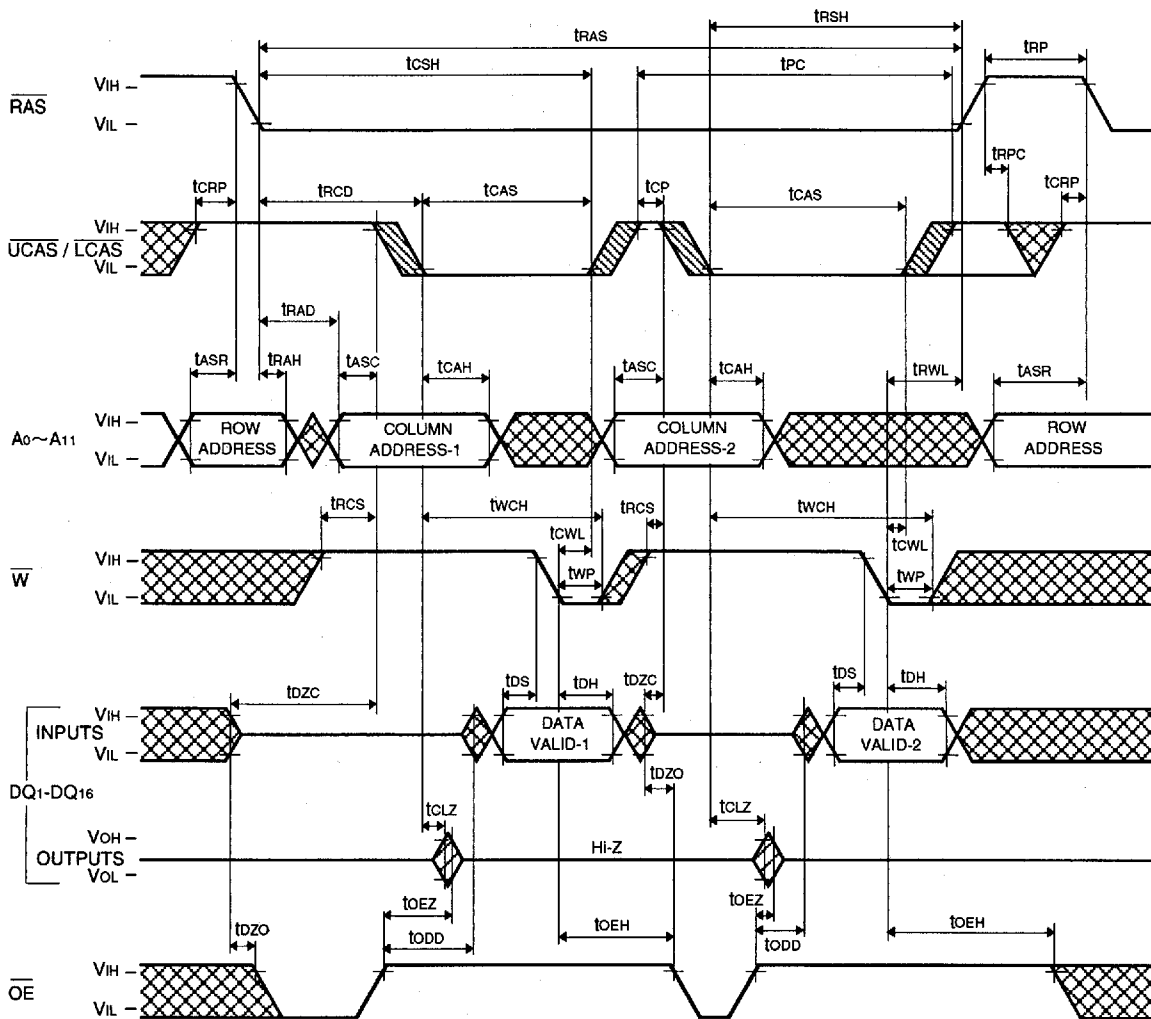 tRSH
tRAS
tRP
tCSH
tPC
VIH
RAS
VIL
tRPC
tCRP
tRCD
tCAS
tCP
tCAS
tCRP
VIH
UCAS / LCAS
VIL
tRAD
tASR
tRAH
tASC
tCAH
tASC
tCAH
tRWL
tASR
VIH
A0~A11
VIL
ROW ADDRESS
COLUMN ADDRESS-1
COLUMN ADDRESS-2
ROW ADDRESS
tRCS
tWCH
tRCS
tWCH
tCWL
tCWL
tWP
tWP
VIH
W
VIL
tDZC
tDS
tDH
tDZC
tDS
tDH
VIH
INPUTS
VIL
DATA VALID-1
DATA VALID-2
DQ1-DQ16
tDZO
tCLZ
tCLZ
VOH
OUTPUTS
VOL
Hi-Z
tOEZ
tOEZ
tDZO
tODD
tOEH
tODD
tOEH
VIH
OE
VIL